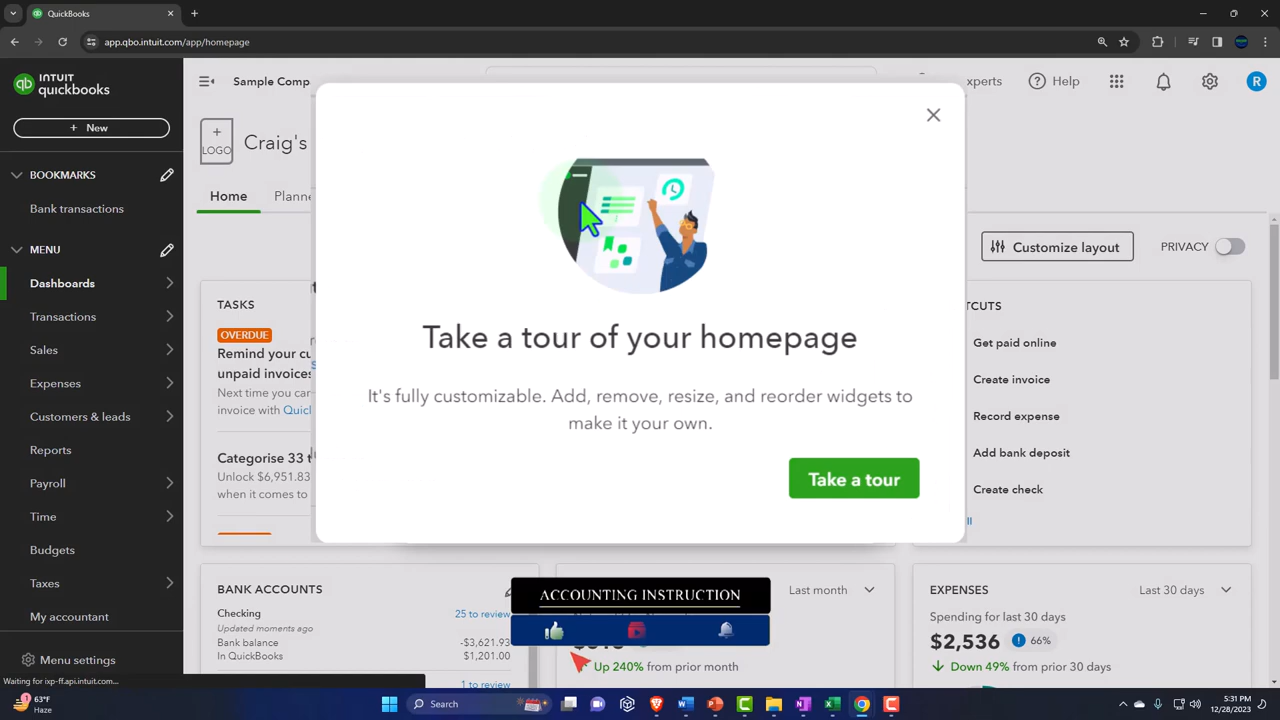 QuickBooks
app.qbo.intuit.com/app/homepage
INTUIT
quickbooks
+ New
BOOKMARKS
Bank transactions
MENU
Dashboards
Transactions
Sales
Expenses
Customers & leads
Reports
Payroll
Time
Budgets
Taxes
My accountant
Menu settings
Sample Comp
xperts
Help
R
+
LOGO
Craig's
Home
Planne
Customize layout
PRIVACY
TASKS
OVERDUE
Remind your cu
unpaid invoices
Next time you can
invoice with Quick
Categorise 33 t
Unlock $6,951.83
when it comes to
Take a tour of your homepage
It's fully customizable. Add, remove, resize, and reorder widgets to
make it your own.
Take a tour
TCUTS
Get paid online
Create invoice
Record expense
Add bank deposit
Create check
ll
BANK ACCOUNTS
Checking
25 to review
Updated moments ago
Bank balance
-$3,621.93
In QuickBooks
$1,201.00
1 to review
ACCOUNTING INSTRUCTION
Last month
Up 240% from prior month
EXPENSES
Last 30 days
Spending for last 30 days
$2,536
66%
Down 49% from prior 30 days
Waiting for ixp-ff.api.intuit.com...
1
63°F
Haze
Search
5:31 PM
12/28/2023